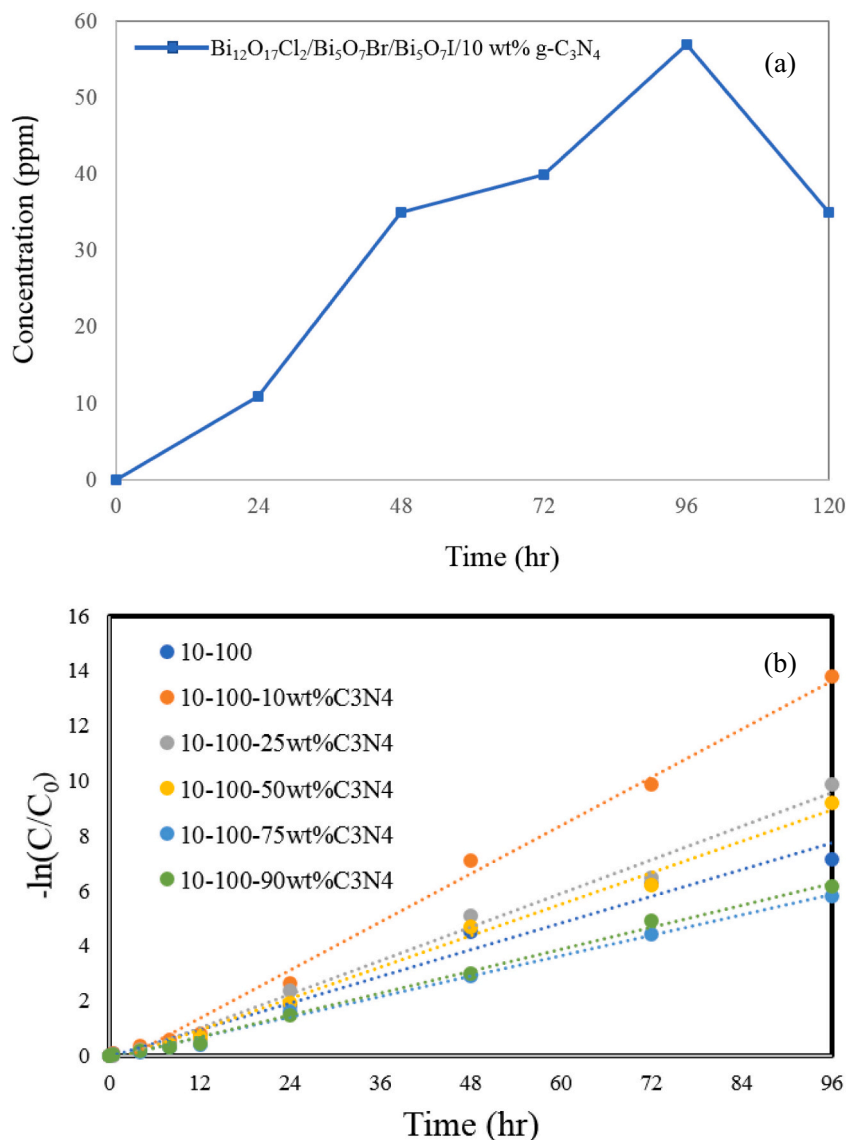 60
Bi₁₂O₁₇Cl₂/Bi₅O₇Br/Bi₅O₇I/10 wt% g-C₃N₄
(a)
50
40
30
20
10
0
Concentration (ppm)
0 24 48 72 96 120
Time (hr)
16
10-100
(b)
14
10-100-10wt%C3N4
12
10-100-25wt%C3N4
10
10-100-50wt%C3N4
8
10-100-75wt%C3N4
6
10-100-90wt%C3N4
4
2
0
-ln(C/C₀)
0 12 24 36 48 60 72 84 96
Time (hr)